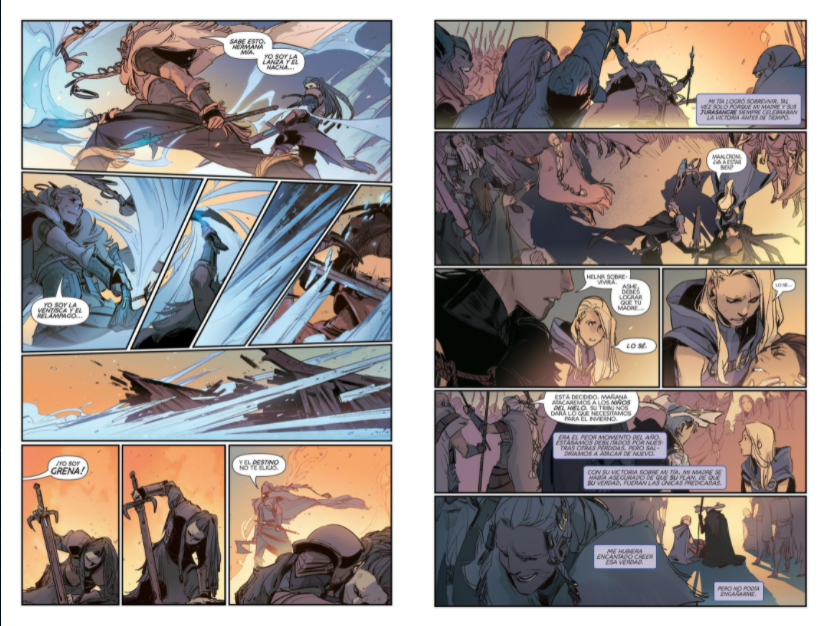 SABE ESTO,
HERMANA
MÍA.
YO SOY LA
LANZA Y EL
HACHA...
YO SOY LA
VENTISCA Y EL
RELÁMPAGO...
¡YO SOY
GRENA!
Y EL DESTINO
NO TE ELIGIÓ.
MI TÍA LOGRÓ SOBREVIVIR, TAL
VEZ SOLO PORQUE MI MADRE Y SUS
JURASANGRE SIEMPRE CELEBRABAN
LA VICTORIA ANTES DE TIEMPO.
MAALCROM,
¿VA A ESTAR
BIEN?
HELNR SOBRE-
VIVIRÁ.
ASHE,
DEBES
LOGRAR
QUE TU
MADRE...
LO SÉ.
LO SÉ...
ESTÁ DECIDIDO. MAÑANA
ATACAREMOS A LOS NIÑOS
DEL HIELO. SU TRIBU NOS
DARÁ LO QUE NECESITAMOS
PARA EL INVIERNO.
ERA EL PEOR MOMENTO DEL AÑO.
ESTÁBAMOS DEBILITADOS POR NUES-
TRAS OTRAS PÉRDIDAS, PERO SAL-
DRÍAMOS A ATACAR DE NUEVO.
CON SU VICTORIA SOBRE MI TÍA, MI MADRE SE
HABÍA ASEGURADO DE QUE SU PLAN, DE QUE
SU VERDAD, FUERAN LAS ÚNICAS PREDICADAS.
ME HUBIERA
ENCANTADO CREER
ESA VERDAD.
PERO NO PODÍA
ENGAÑARME.